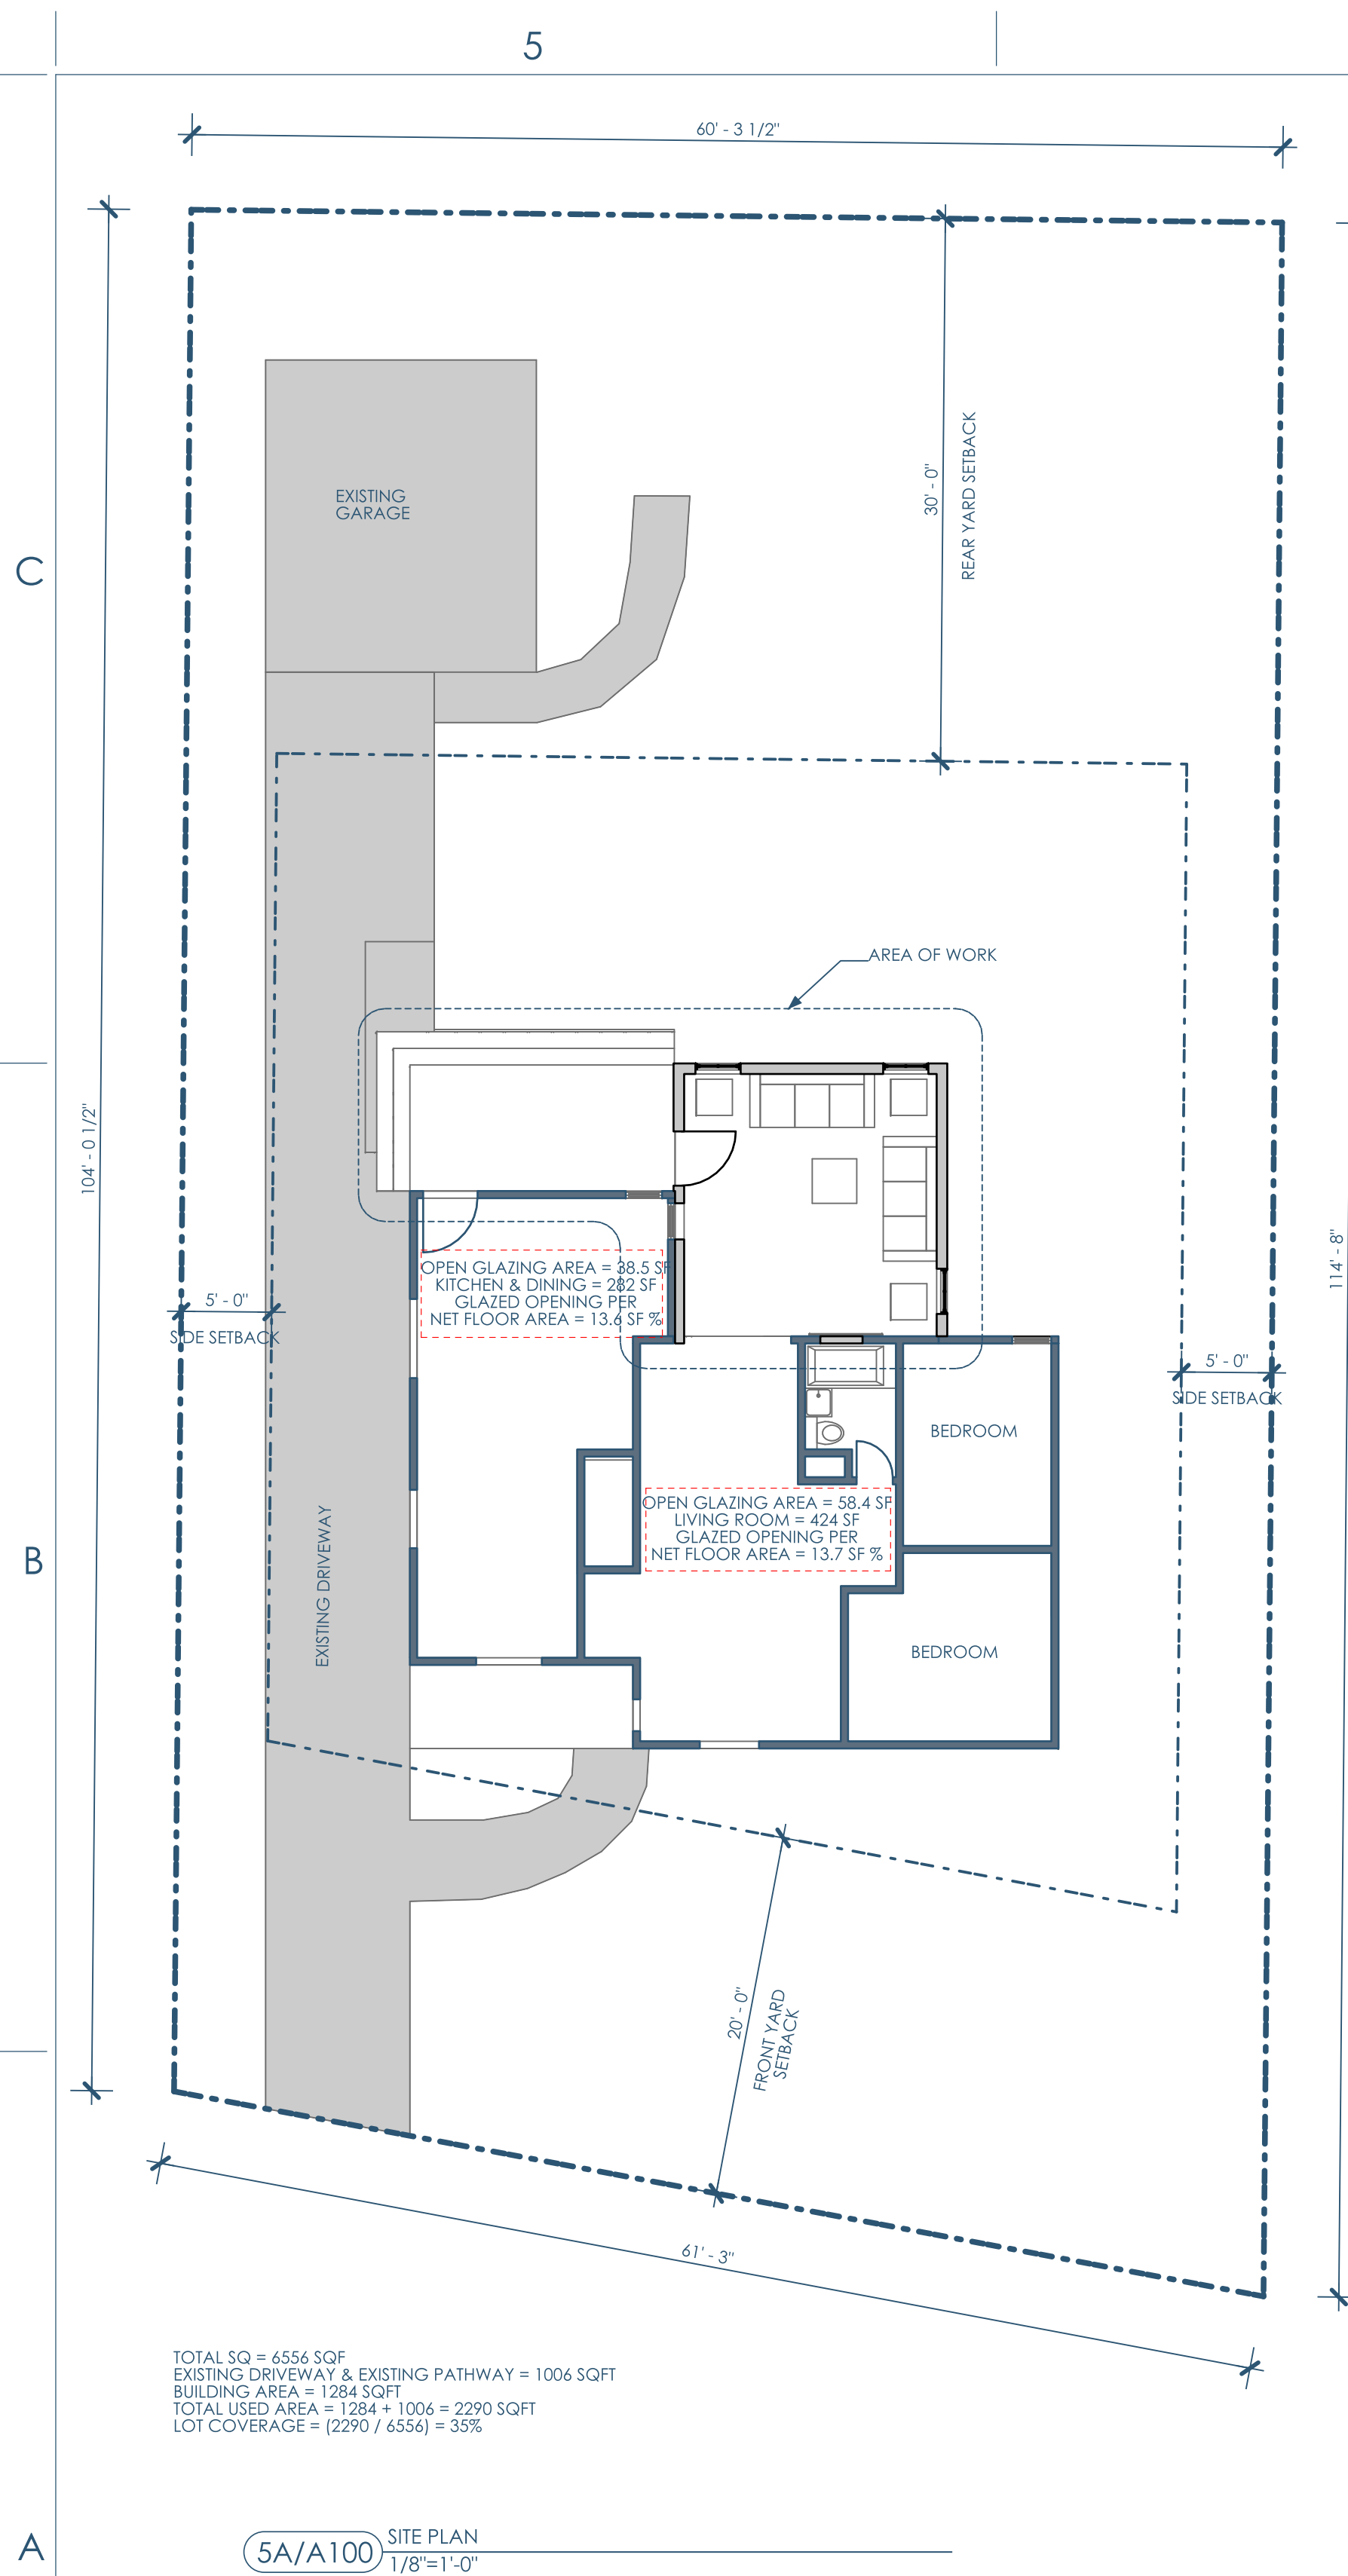 5
60' - 3 1/2"
EXISTING
GARAGE
30' - 0"
REAR YARD SETBACK
C
AREA OF WORK
104' - 0 1/2"
114' - 8"
OPEN GLAZING AREA = 38.5 SF
KITCHEN & DINING = 282 SF
GLAZED OPENING PER
NET FLOOR AREA = 13.6 SF %
5' - 0"
SIDE SETBACK
5' - 0"
SIDE SETBACK
BEDROOM
OPEN GLAZING AREA = 58.4 SF
LIVING ROOM = 424 SF
GLAZED OPENING PER
NET FLOOR AREA = 13.7 SF %
B
EXISTING DRIVEWAY
BEDROOM
20' - 0"
FRONT YARD
SETBACK
61' - 3"
TOTAL SQ = 6556 SQF
EXISTING DRIVEWAY & EXISTING PATHWAY = 1006 SQFT
BUILDING AREA = 1284 SQFT
TOTAL USED AREA = 1284 + 1006 = 2290 SQFT
LOT COVERAGE = (2290 / 6556) = 35%
A
5A/A100
SITE PLAN
1/8"=1'-0"